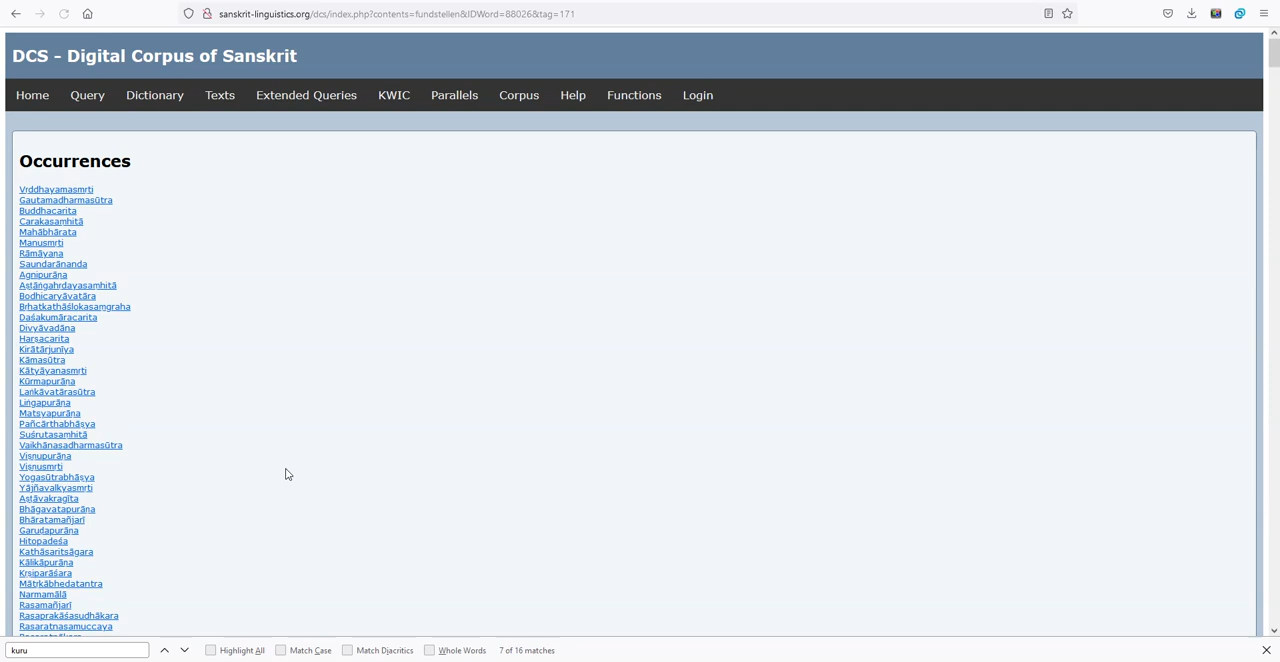 sanskrit-linguistics.org/dcs/index.php?contents=fundstellen&IDWord=88026&tag=171
DCS - Digital Corpus of Sanskrit
Home Query Dictionary Texts Extended Queries KWIC Parallels Corpus Help Functions Login
Occurrences
Vṛddhayamasmṛti
Gautamadharmasūtra
Buddhacarita
Carakasaṃhitā
Mahābhārata
Manusmṛti
Rāmāyaṇa
Saundarānanda
Agnipurāṇa
Aṣṭāṅgahṛdayasaṃhitā
Bodhicaryāvatāra
Bṛhatkathāślokasaṃgraha
Daśakumāracarita
Divyāvadāna
Harṣacarita
Kirātārjunīya
Kāmasūtra
Kātyāyanasmṛti
Kūrmapurāṇa
Laṅkāvatārasūtra
Liṅgapurāṇa
Matsyapurāṇa
Pañcārthabhāṣya
Suśrutasaṃhitā
Vaikhānasadharmasūtra
Viṣṇupurāṇa
Viṣṇusmṛti
Yogasūtrabhāṣya
Yājñavalkyasmṛti
Aṣṭāvakragīta
Bhāgavatapurāṇa
Bhāratamañjarī
Garuḍapurāṇa
Hitopadeśa
Kathāsaritsāgara
Kālikāpurāṇa
Kṛṣiparāśara
Mātṛkābhedatantra
Narmamālā
Rasamañjarī
Rasaprakāśasudhākara
Rasaratnasamuccaya
kuru Highlight All Match Case Match Diacritics Whole Words 7 of 16 matches